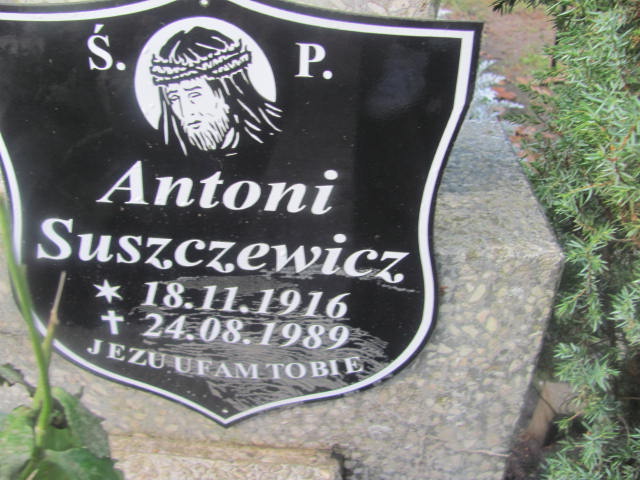 Ś. P.
Antoni
Suszczewicz
* 18.11.1916
† 24.08.1989
JEZU UFAM TOBIE